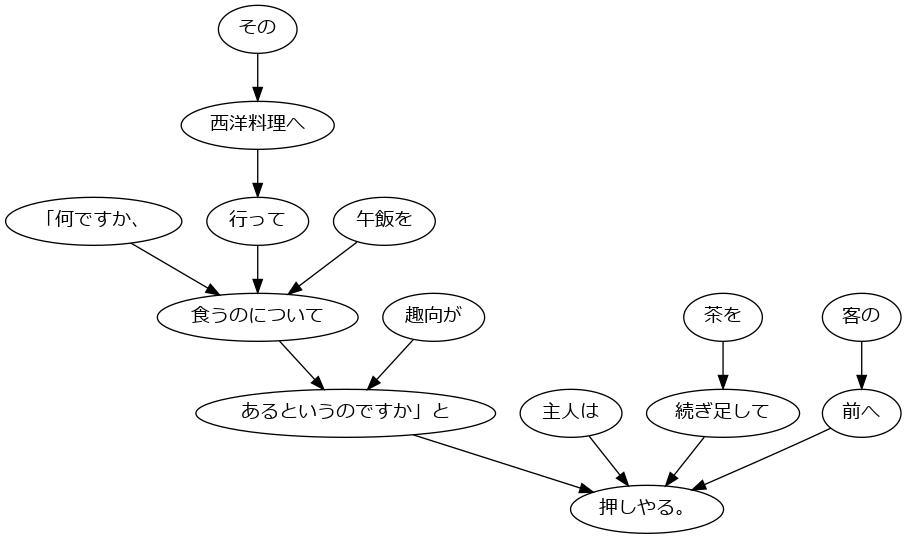 その
西洋料理へ
「何ですか、
行って
午飯を
食うのについて
趣向が
茶を
客の
あるというのですか」と
主人は
続ぎ足して
前へ
押しやる。